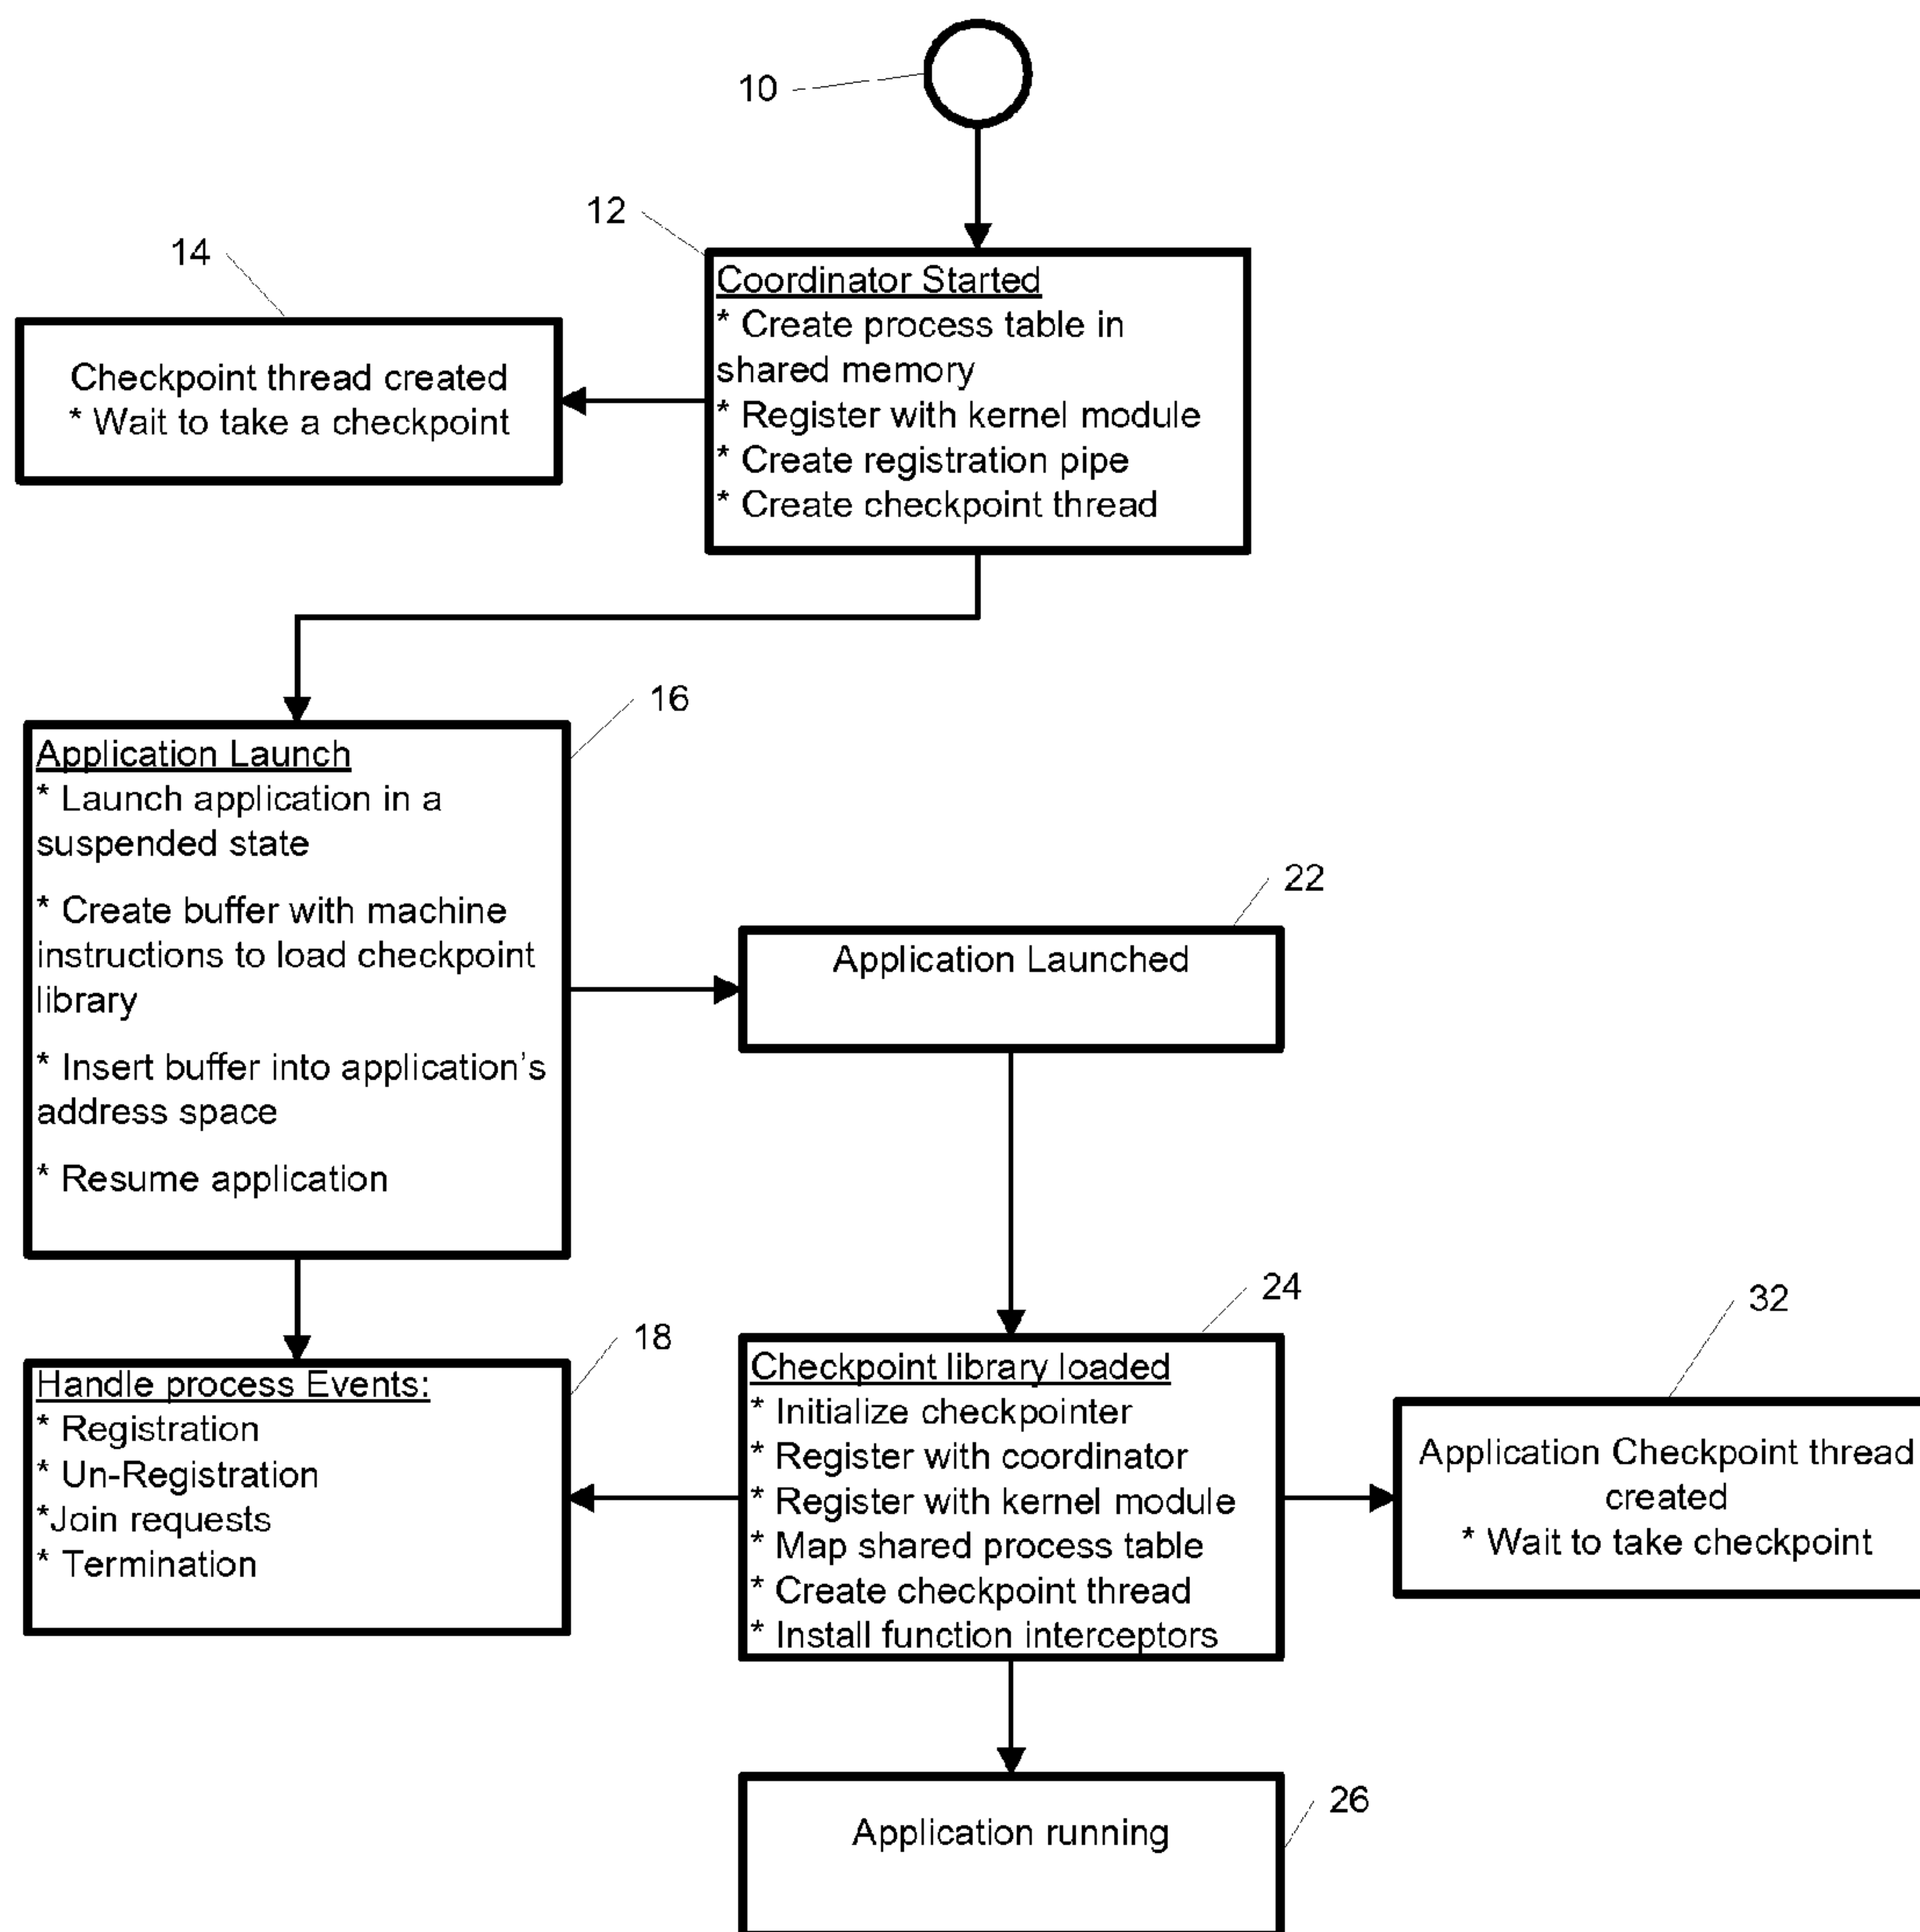 10
12
Coordinator Started
* Create process table in
shared memory
* Register with kernel module
* Create registration pipe
* Create checkpoint thread
14
Checkpoint thread created
* Wait to take a checkpoint
16
Application Launch
* Launch application in a
suspended state
* Create buffer with machine
instructions to load checkpoint
library
* Insert buffer into application's
address space
* Resume application
22
Application Launched
18
Handle process Events:
* Registration
* Un-Registration
*Join requests
* Termination
24
Checkpoint library loaded
* Initialize checkpointer
* Register with coordinator
* Register with kernel module
* Map shared process table
* Create checkpoint thread
* Install function interceptors
32
Application Checkpoint thread
created
* Wait to take checkpoint
26
Application running